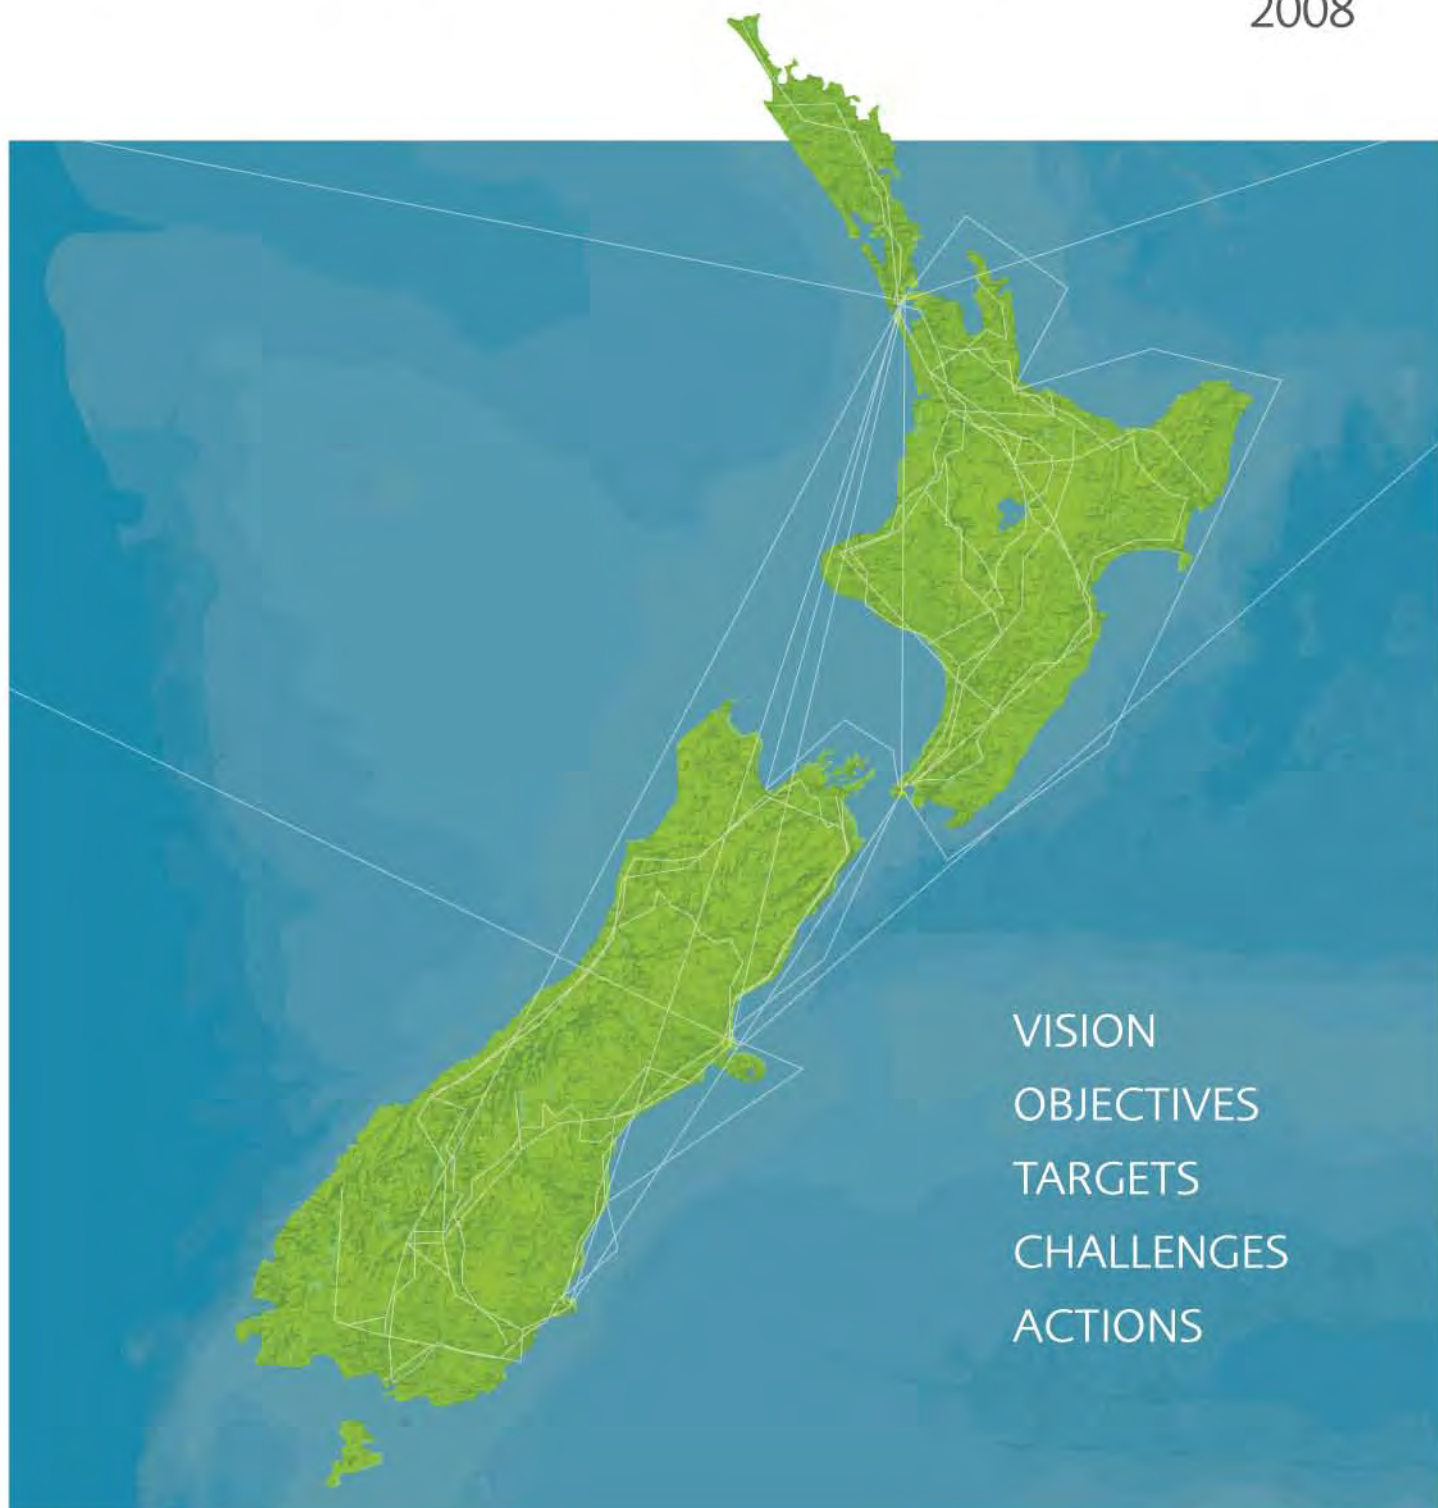 2008
VISION
OBJECTIVES
TARGETS
CHALLENGES
ACTIONS